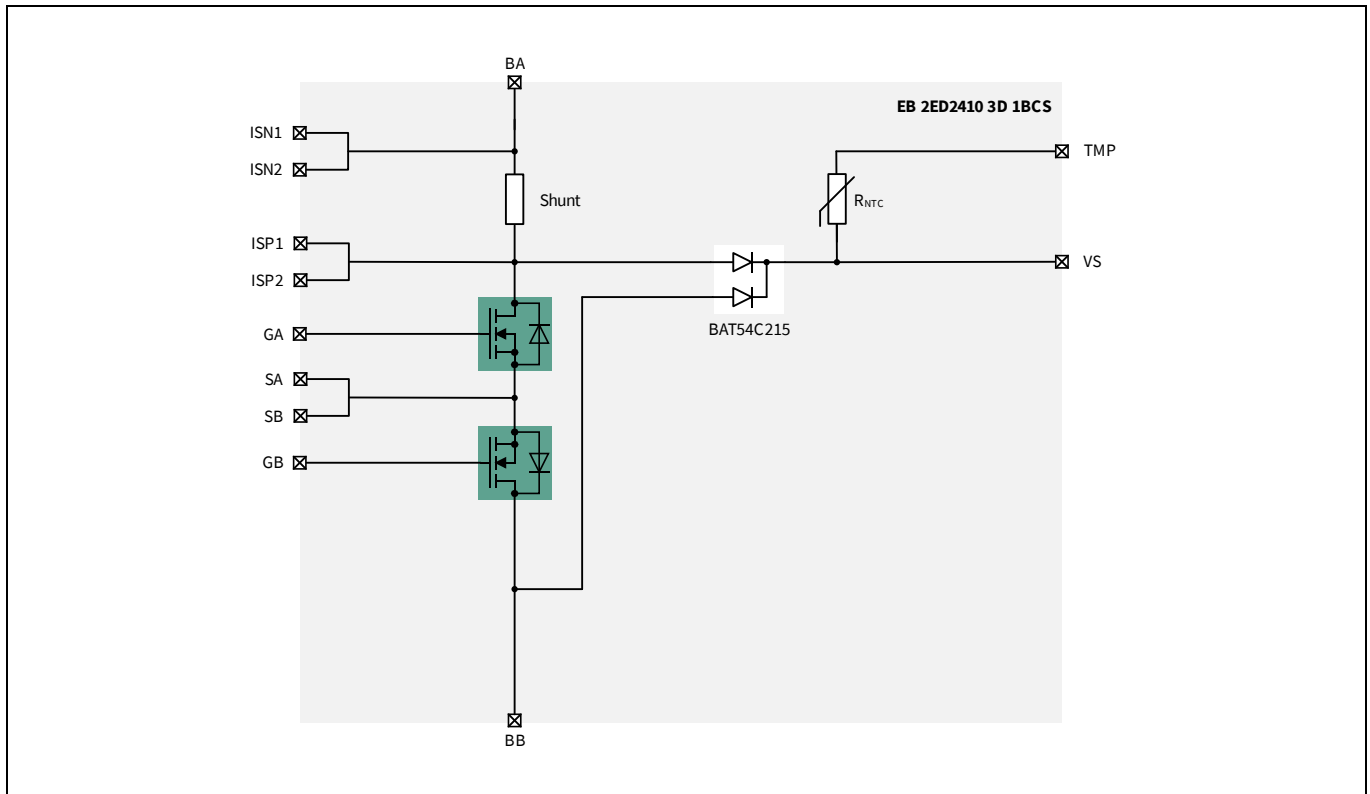 BA
EB 2ED2410 3D 1BCS
ISN1
TMP
ISN2
Shunt
RNTC
ISP1
VS
ISP2
GA
BAT54C215
SA
SB
GB
BB